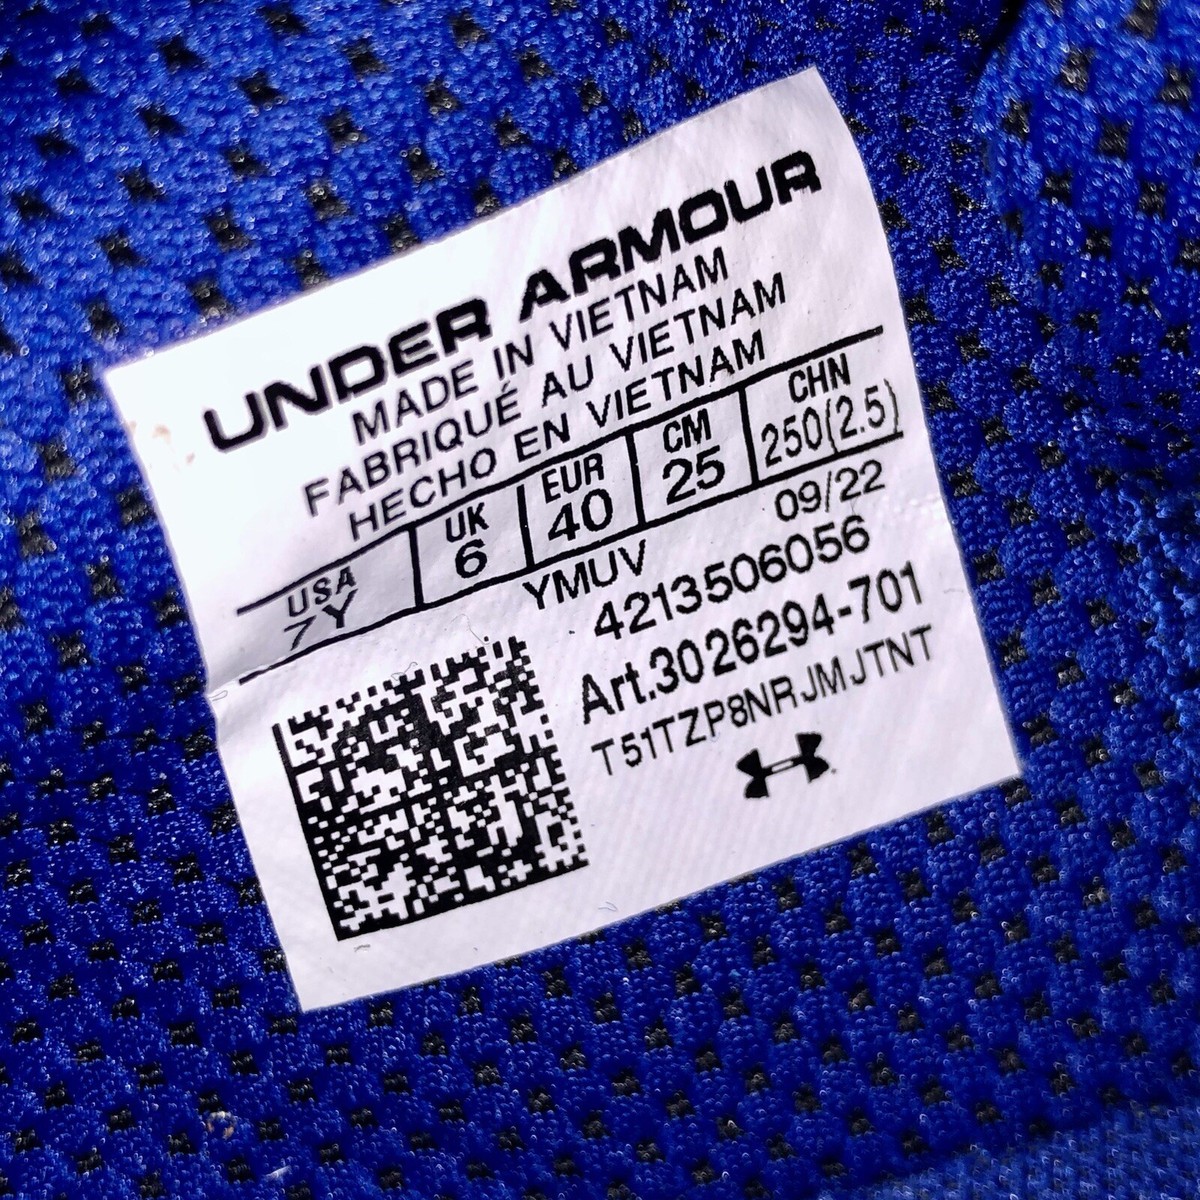 UNDER ARMOUR
MADE IN VIETNAM
FABRIQUÉ AU VIETNAM
HECHO EN VIETNAM
USA UK EUR CM CHN
7Y 6 40 25 250(2.5)
YMUV 09/22
4213506056
Art.3026294-701
T51TZP8NRJMJTNT